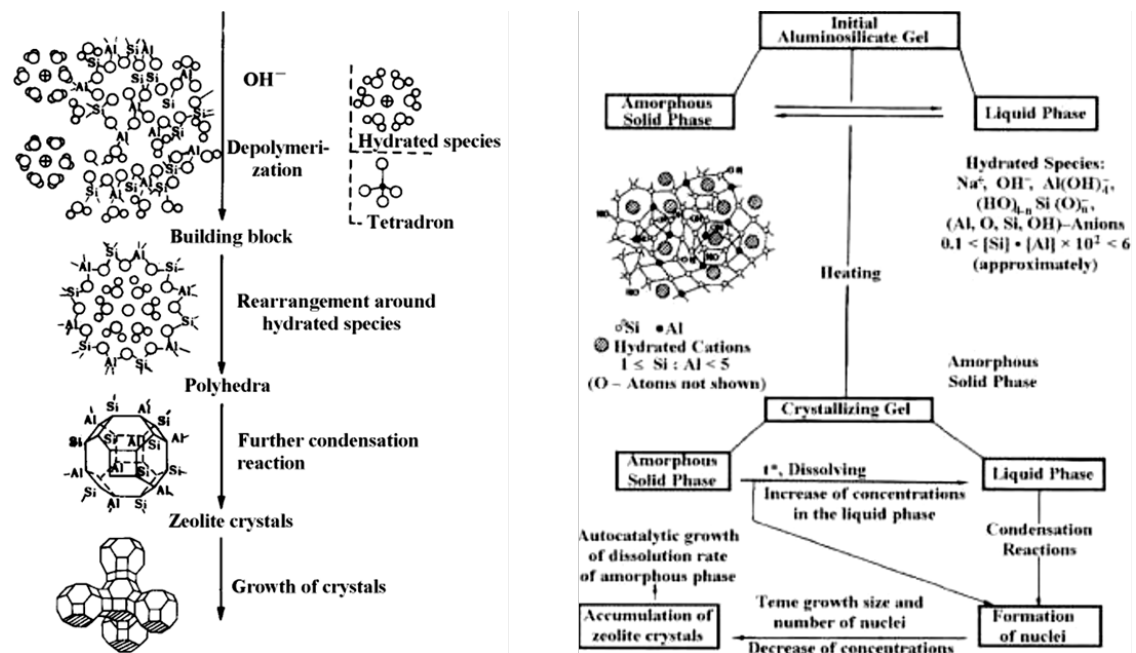 OH⁻
Depolymeri-
zation
Hydrated species
Tetradron
Building block
Rearrangement around
hydrated species
Polyhedra
Further condensation
reaction
Zeolite crystals
Growth of crystals
Initial
Aluminosilicate Gel
Amorphous
Solid Phase
Liquid Phase
Hydrated Species:
Na⁺, OH⁻, Al(OH)₄⁻,
(HO)₄₋ₙ Si (O)ₙ⁻,
(Al, O, Si, OH)–Anions
0.1 < [Si] • [Al] × 10² < 6
(approximately)
Heating
Si Al
Hydrated Cations
1 ≤ Si : Al < 5
(O – Atoms not shown)
Amorphous
Solid Phase
Crystallizing Gel
Amorphous
Solid Phase
t*, Dissolving
Increase of concentrations
in the liquid phase
Liquid Phase
Condensation
Reactions
Autocatalytic growth
of dissolution rate
of amorphous phase
Accumulation of
zeolite crystals
Teme growth size and
number of nuclei
Decrease of concentrations
Formation
of nuclei